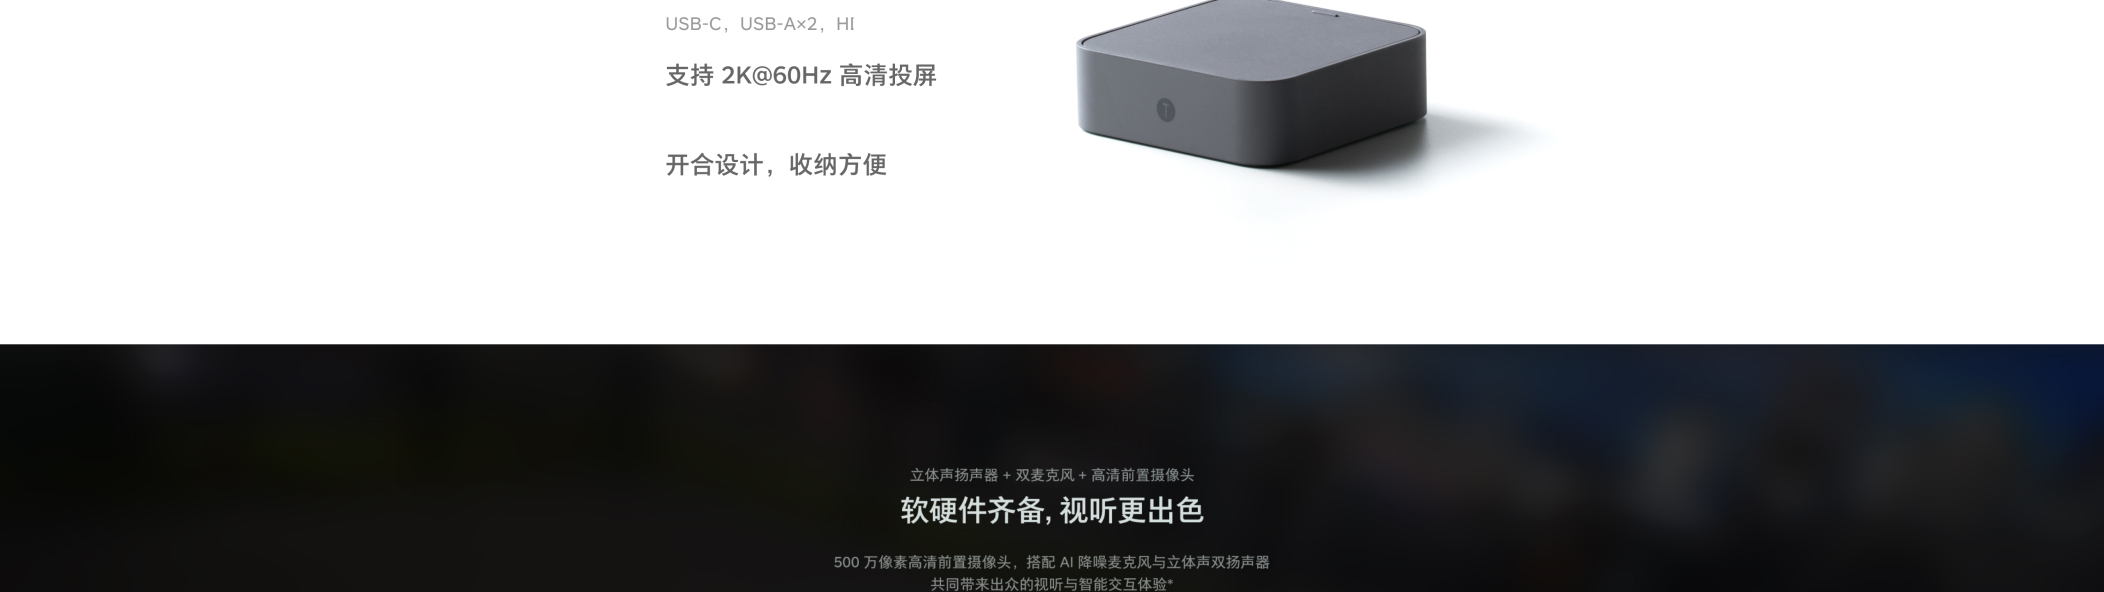 USB-C，USB-A×2，HI
支持 2K@60Hz 高清投屏
开合设计，收纳方便
立体声扬声器 + 双麦克风 + 高清前置摄像头
软硬件齐备, 视听更出色
500 万像素高清前置摄像头，搭配 AI 降噪麦克风与立体声双扬声器
共同带来出众的视听与智能交互体验*